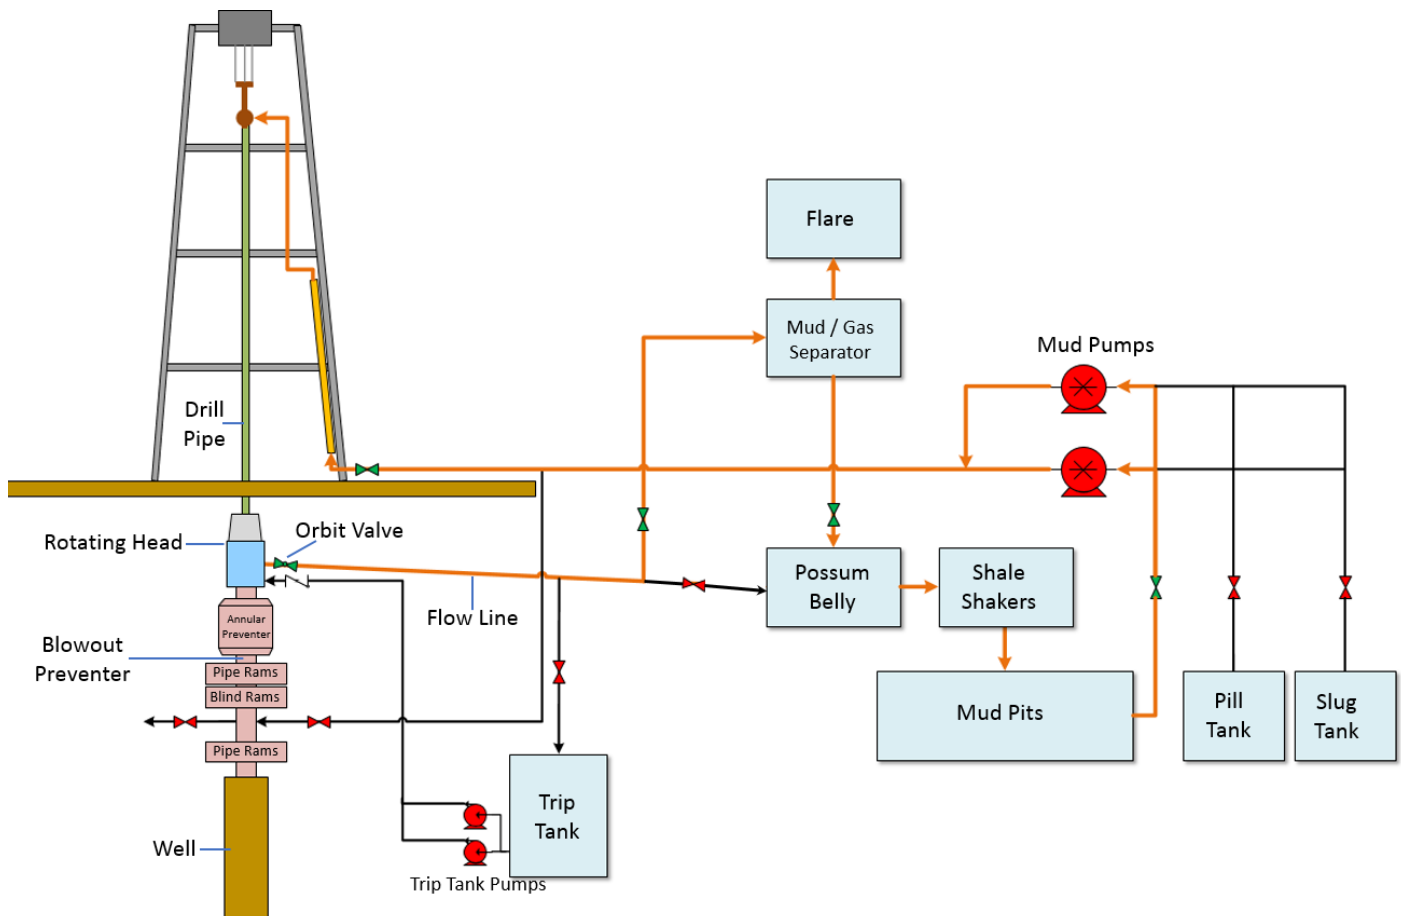 Flare
Mud / Gas
Separator
Mud Pumps
Drill
Pipe
Orbit Valve
Rotating Head
Possum
Belly
Shale
Shakers
Flow Line
Annular
Preventer
Blowout
Preventer
Pipe Rams
Blind Rams
Pipe Rams
Mud Pits
Pill
Tank
Slug
Tank
Trip
Tank
Well
Trip Tank Pumps